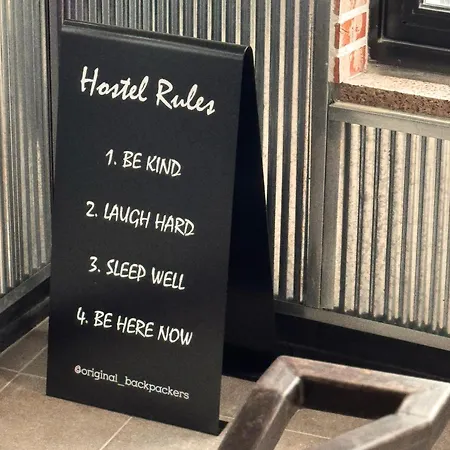 Hostel Rules
1. BE KIND
2. LAUGH HARD
3. SLEEP WELL
4. BE HERE NOW
@original_backpackers